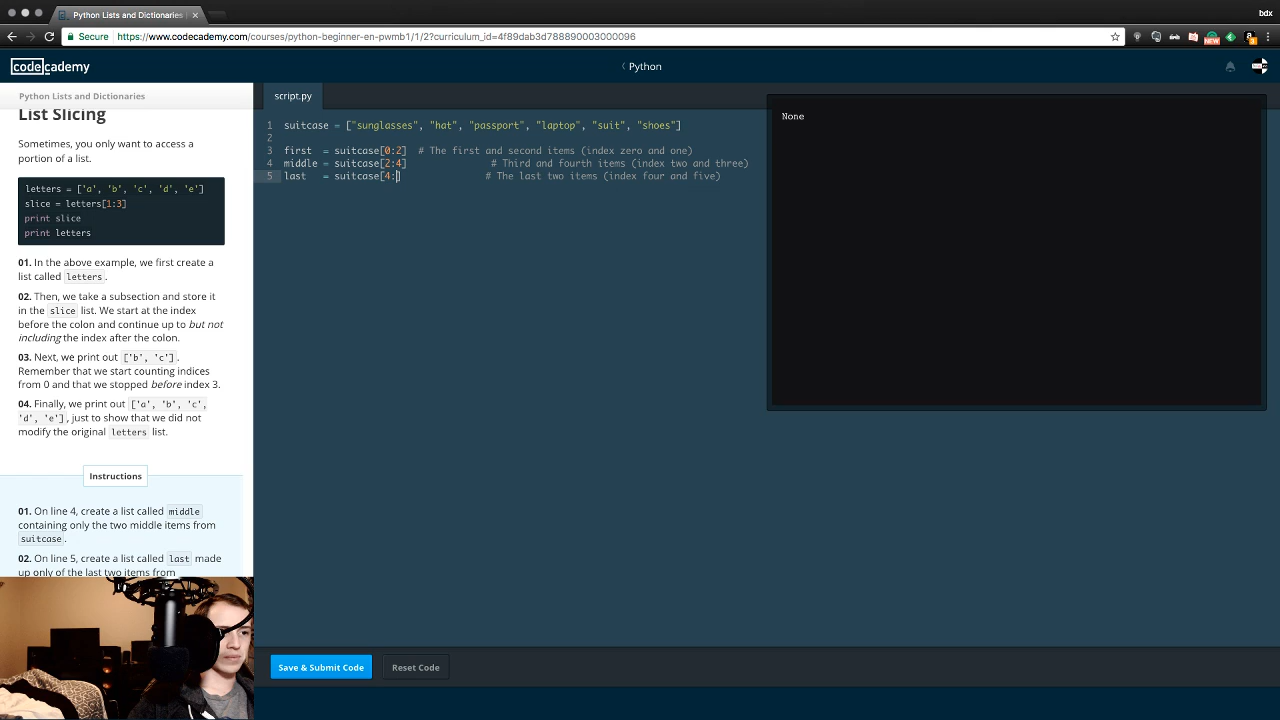 Python Lists and Dictionaries
bdx
Secure https://www.codecademy.com/courses/python-beginner-en-pwmb1/1/2?curriculum_id=4f89dab3d788890003000096
NEW
codecademy
Python
Python Lists and Dictionaries
List Slicing
Sometimes, you only want to access a
portion of a list.
letters = ['a', 'b', 'c', 'd', 'e']
slice = letters[1:3]
print slice
print letters
01. In the above example, we first create a
list called letters.
02. Then, we take a subsection and store it
in the slice list. We start at the index
before the colon and continue up to but not
including the index after the colon.
03. Next, we print out ['b', 'c'].
Remember that we start counting indices
from 0 and that we stopped before index 3.
04. Finally, we print out ['a', 'b', 'c',
'd', 'e'], just to show that we did not
modify the original letters list.
Instructions
01. On line 4, create a list called middle
containing only the two middle items from
suitcase.
02. On line 5, create a list called last made
up only of the last two items from
script.py
1 suitcase = ["sunglasses", "hat", "passport", "laptop", "suit", "shoes"]
2
3 first = suitcase[0:2] # The first and second items (index zero and one)
4 middle = suitcase[2:4] # Third and fourth items (index two and three)
5 last = suitcase[4:] # The last two items (index four and five)
None
Save & Submit Code
Reset Code